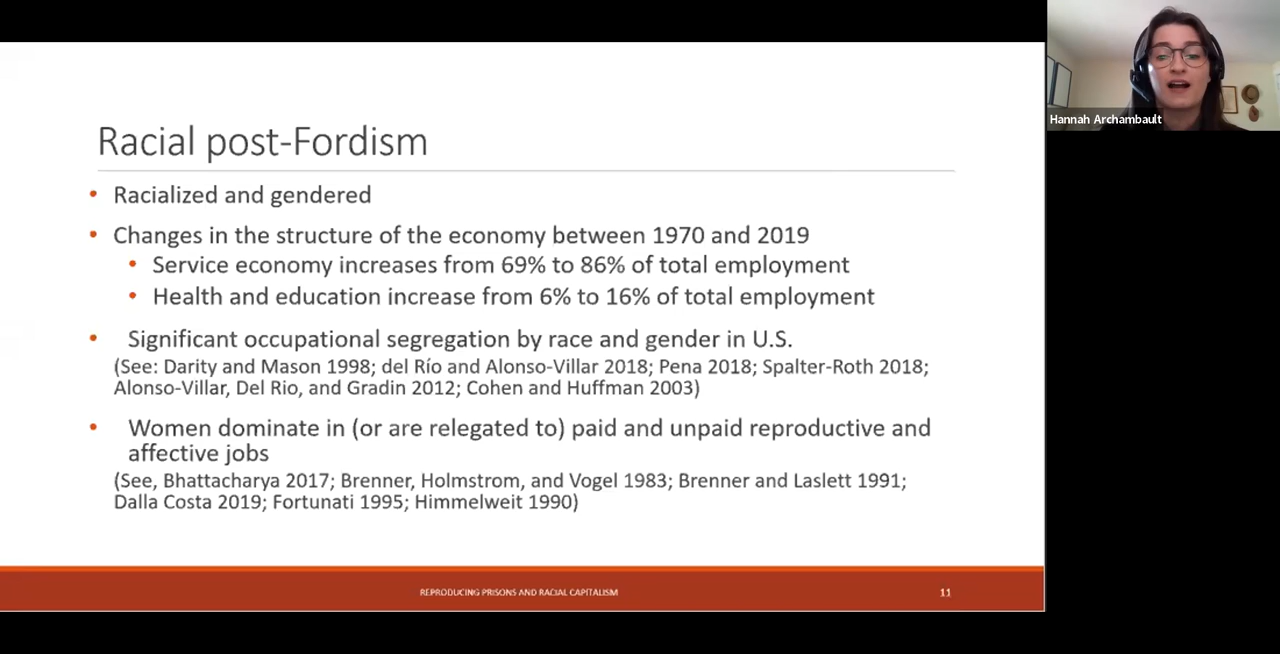 Racial post-Fordism
• Racialized and gendered
• Changes in the structure of the economy between 1970 and 2019
• Service economy increases from 69% to 86% of total employment
• Health and education increase from 6% to 16% of total employment
• Significant occupational segregation by race and gender in U.S.
(See: Darity and Mason 1998; del Río and Alonso-Villar 2018; Pena 2018; Spalter-Roth 2018;
Alonso-Villar, Del Rio, and Gradin 2012; Cohen and Huffman 2003)
• Women dominate in (or are relegated to) paid and unpaid reproductive and
affective jobs
(See, Bhattacharya 2017; Brenner, Holmstrom, and Vogel 1983; Brenner and Laslett 1991;
Dalla Costa 2019; Fortunati 1995; Himmelweit 1990)
REPRODUCING PRISONS AND RACIAL CAPITALISM
11
Hannah Archambault